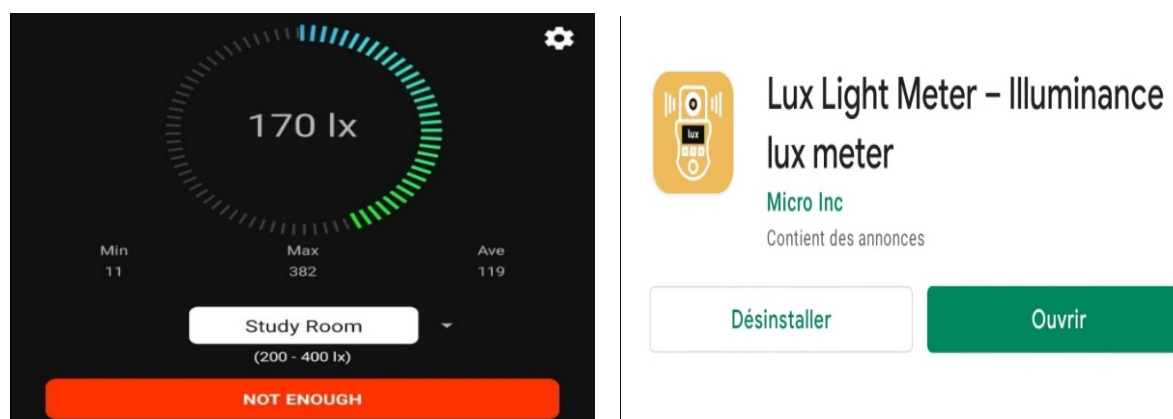 170 lx
Min Max Ave
11 382 119
Study Room
(200 - 400 lx)
NOT ENOUGH
lux
Lux Light Meter – Illuminance
lux meter
Micro Inc
Contient des annonces
Désinstaller Ouvrir